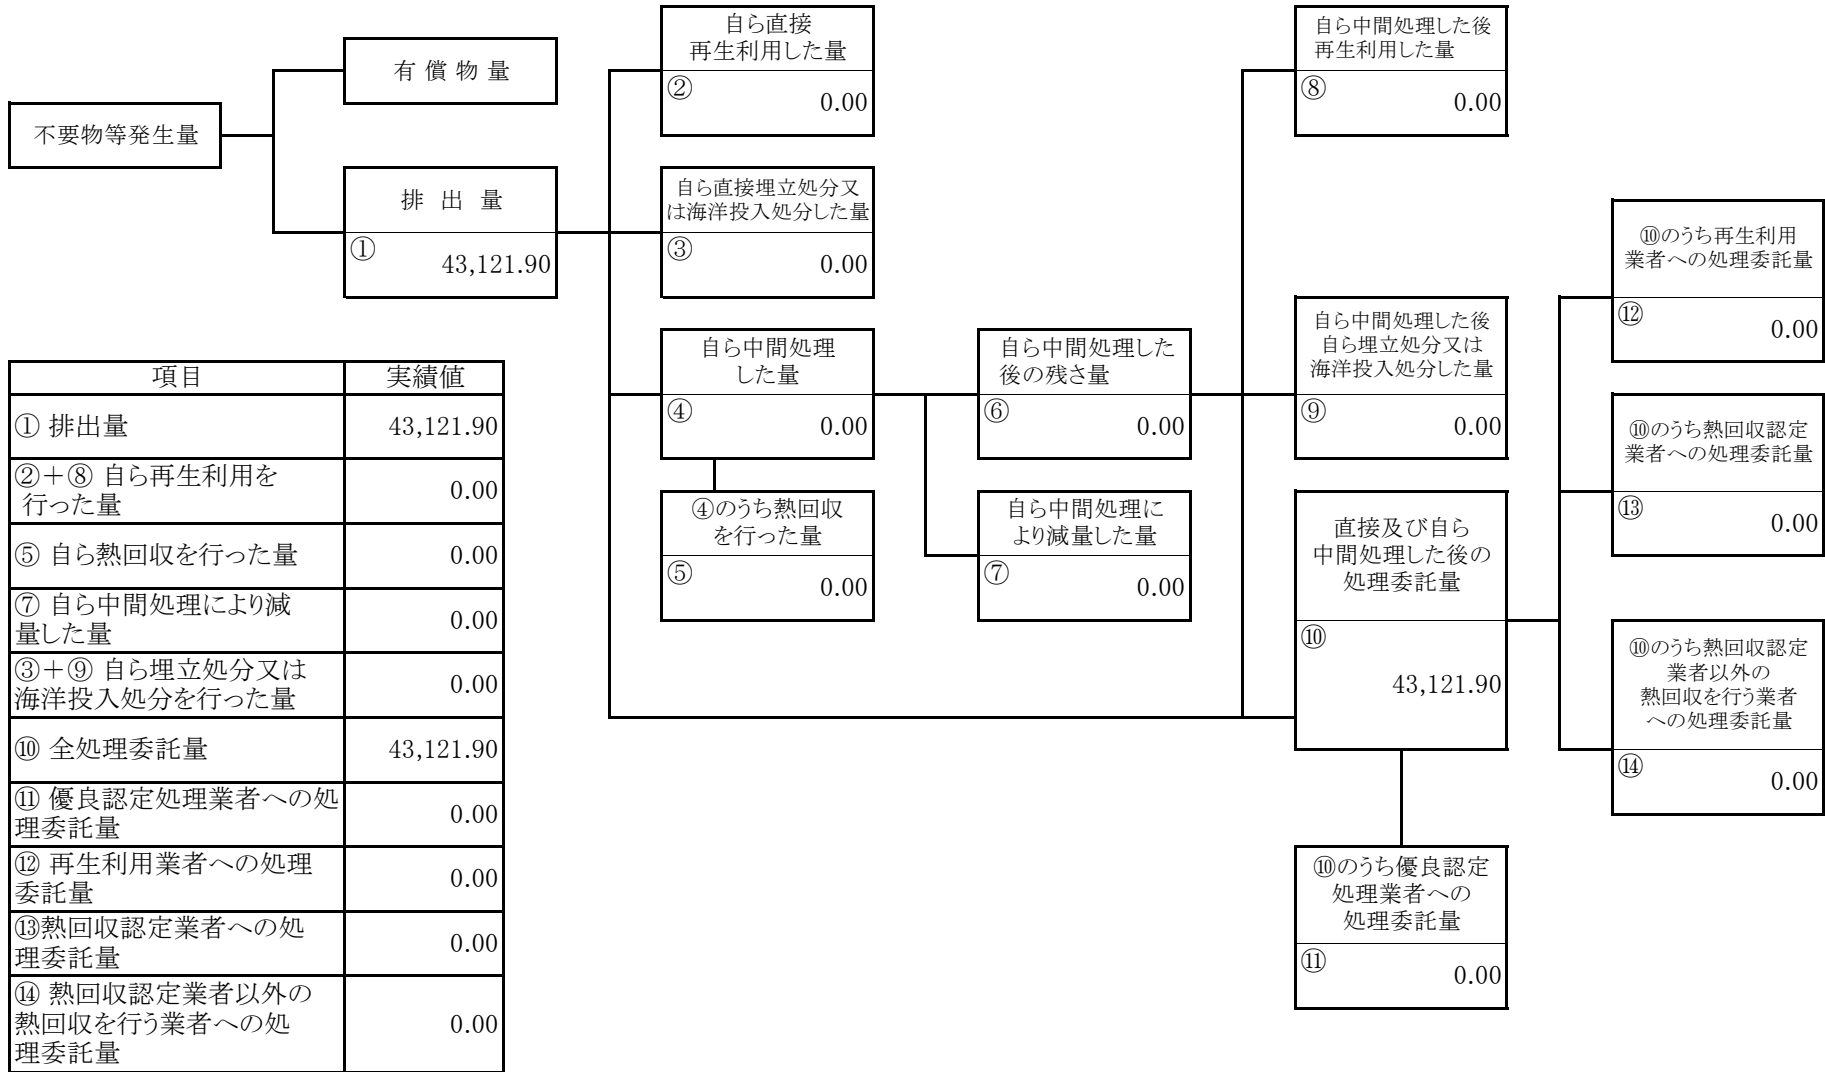 不要物等発生量
有償物量
排出量
①
43,121.90
自ら直接
再生利用した量
②
0.00
自ら直接埋立処分又
は海洋投入処分した量
③
0.00
自ら中間処理
した量
④
0.00
④のうち熱回収
を行った量
⑤
0.00
自ら中間処理した
後の残さ量
⑥
0.00
自ら中間処理に
より減量した量
⑦
0.00
自ら中間処理した後
再生利用した量
⑧
0.00
自ら中間処理した後
自ら埋立処分又は
海洋投入処分した量
⑨
0.00
直接及び自ら
中間処理した後の
処理委託量
⑩
43,121.90
⑩のうち優良認定
処理業者への
処理委託量
⑪
0.00
⑩のうち再生利用
業者への処理委託量
⑫
0.00
⑩のうち熱回収認定
業者への処理委託量
⑬
0.00
⑩のうち熱回収認定
業者以外の
熱回収を行う業者
への処理委託量
⑭
0.00
項目 実績値
① 排出量 43,121.90
②+⑧ 自ら再生利用を
行った量 0.00
⑤ 自ら熱回収を行った量 0.00
⑦ 自ら中間処理により減
量した量 0.00
③+⑨ 自ら埋立処分又は
海洋投入処分を行った量 0.00
⑩ 全処理委託量 43,121.90
⑪ 優良認定処理業者への処
理委託量 0.00
⑫ 再生利用業者への処理
委託量 0.00
⑬熱回収認定業者への処
理委託量 0.00
⑭ 熱回収認定業者以外の
熱回収を行う業者への処
理委託量 0.00